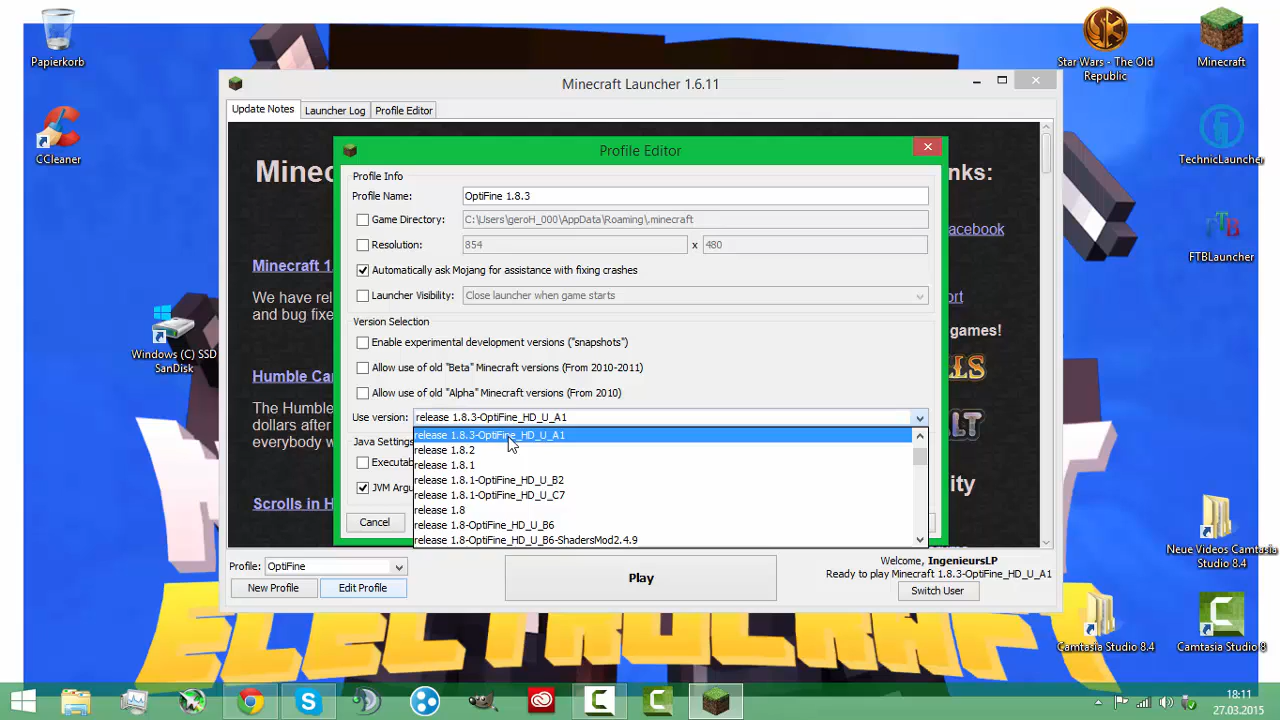 Papierkorb
CCleaner
Windows (C) SSD
SanDisk
Star Wars - The Old
Republic
Minecraft
TechnicLauncher
FTBLauncher
Neue Videos Camtasia
Studio 8.4
Camtasia Studio 8.4
Camtasia Studio 8
Minecraft Launcher 1.6.11
Update Notes
Launcher Log
Profile Editor
Minec
Minecraft 1.
We have rel
and bug fixe
Humble Ca
The Humble
dollars after
everybody w
Scrolls in H
nks:
acebook
ort
games!
unity
Profile Editor
Profile Info
Profile Name: OptiFine 1.8.3
Game Directory: C:\Users\geroH_000\AppData\Roaming\.minecraft
Resolution: 854 x 480
Automatically ask Mojang for assistance with fixing crashes
Launcher Visibility: Close launcher when game starts
Version Selection
Enable experimental development versions ("snapshots")
Allow use of old "Beta" Minecraft versions (From 2010-2011)
Allow use of old "Alpha" Minecraft versions (From 2010)
Use version: release 1.8.3-OptiFine_HD_U_A1
release 1.8.3-OptiFine_HD_U_A1
release 1.8.2
release 1.8.1
release 1.8.1-OptiFine_HD_U_B2
release 1.8.1-OptiFine_HD_U_C7
release 1.8
release 1.8-OptiFine_HD_U_B6
release 1.8-OptiFine_HD_U_B6-ShadersMod2.4.9
Java Settings
Executab
JVM Argu
Cancel
Profile: OptiFine
New Profile
Edit Profile
Play
Welcome, IngenieursLP
Ready to play Minecraft 1.8.3-OptiFine_HD_U_A1
Switch User
ELECTROCRAFT
18:11
27.03.2015